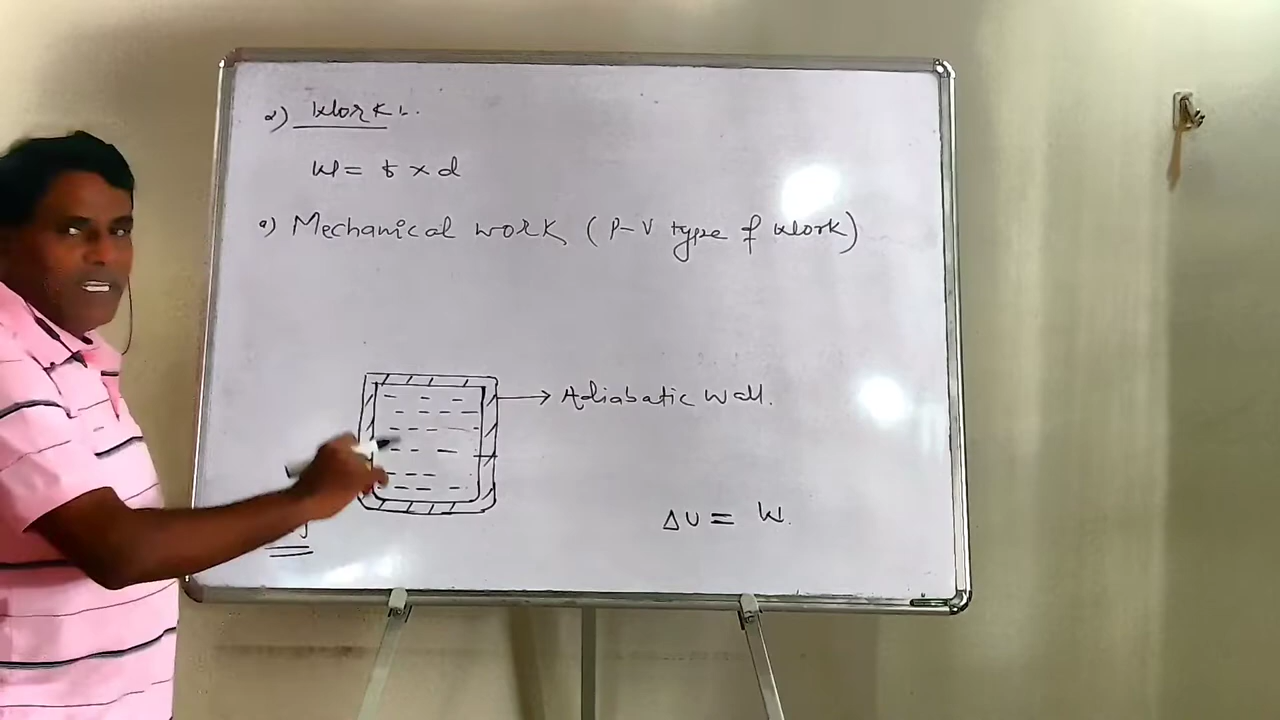 2) Work :-
W = f × d
a) Mechanical work (P-V type of work)
Adiabatic wall.
ΔU = W.